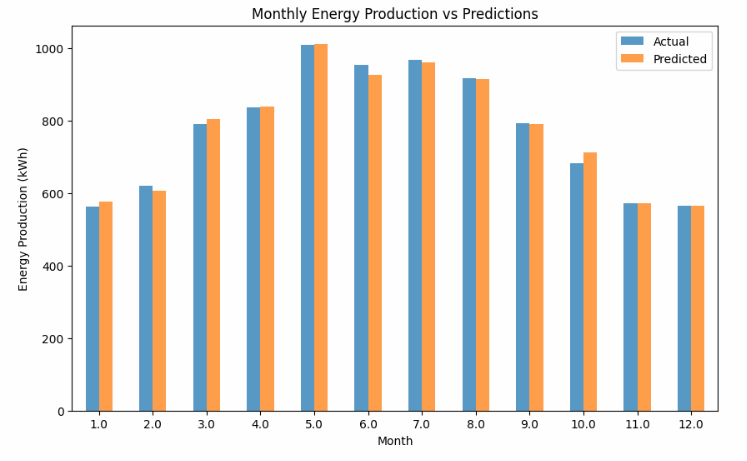 Monthly Energy Production vs Predictions
Actual
Predicted
Energy Production (kWh)
1000
800
600
400
200
0
1.0 2.0 3.0 4.0 5.0 6.0 7.0 8.0 9.0 10.0 11.0 12.0
Month